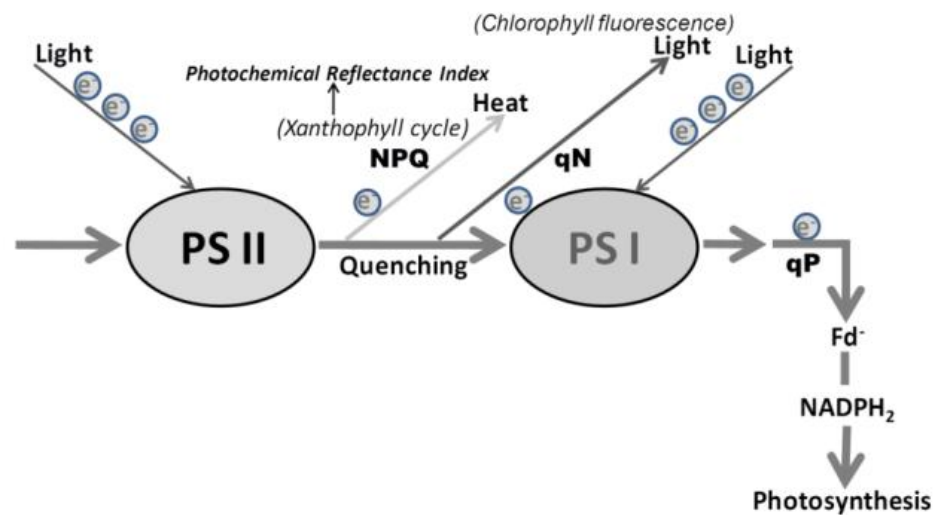 (Chlorophyll fluorescence)
Light
Light
Light
Photochemical Reflectance Index
Heat
(Xanthophyll cycle)
NPQ
qN
e⁻
e⁻
e⁻
e⁻
e⁻
e⁻
e⁻
e⁻
e⁻
PS II
Quenching
PS I
qP
Fd⁻
NADPH₂
Photosynthesis